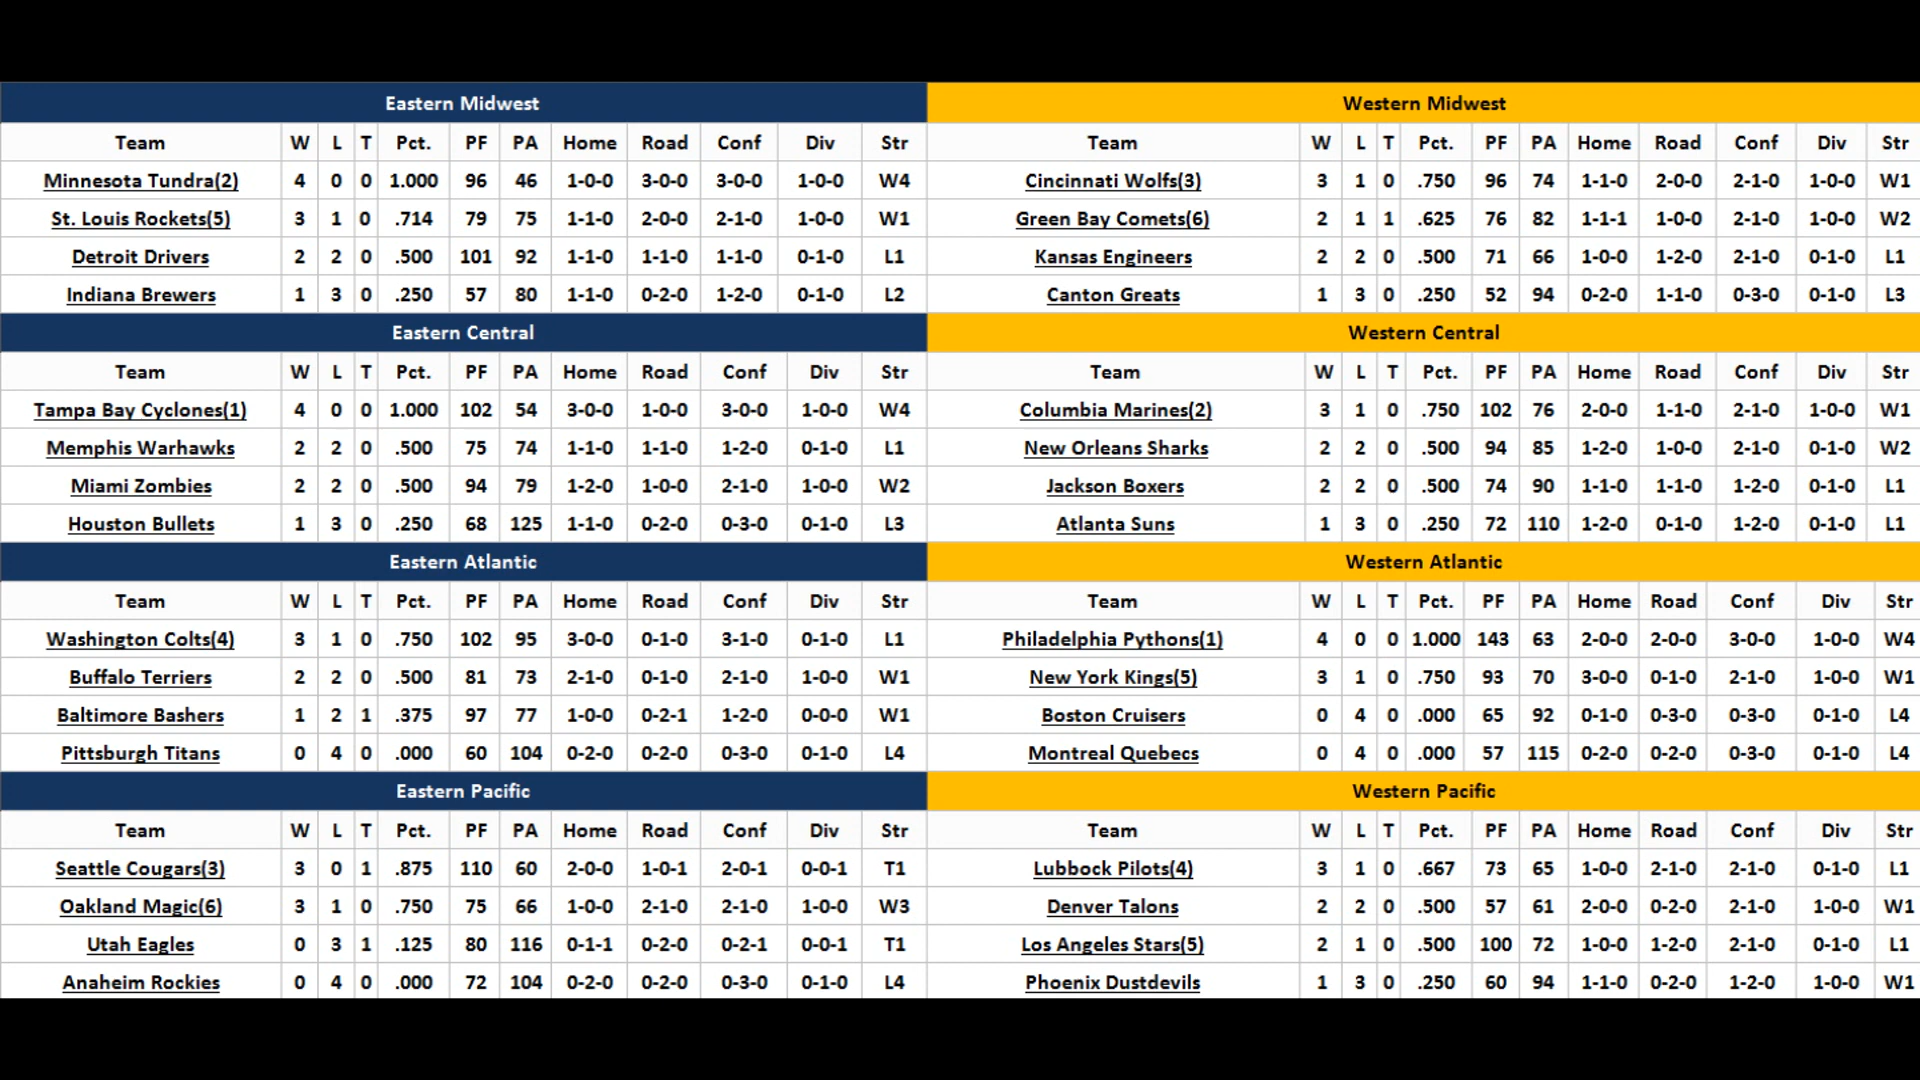 Eastern Midwest
Team W L T Pct. PF PA Home Road Conf Div Str
Minnesota Tundra(2) 4 0 0 1.000 96 46 1-0-0 3-0-0 3-0-0 1-0-0 W4
St. Louis Rockets(5) 3 1 0 .714 79 75 1-1-0 2-0-0 2-1-0 1-0-0 W1
Detroit Drivers 2 2 0 .500 101 92 1-1-0 1-1-0 1-1-0 0-1-0 L1
Indiana Brewers 1 3 0 .250 57 80 1-1-0 0-2-0 1-2-0 0-1-0 L2
Eastern Central
Team W L T Pct. PF PA Home Road Conf Div Str
Tampa Bay Cyclones(1) 4 0 0 1.000 102 54 3-0-0 1-0-0 3-0-0 1-0-0 W4
Memphis Warhawks 2 2 0 .500 75 74 1-1-0 1-1-0 1-2-0 0-1-0 L1
Miami Zombies 2 2 0 .500 94 79 1-2-0 1-0-0 2-1-0 1-0-0 W2
Houston Bullets 1 3 0 .250 68 125 1-1-0 0-2-0 0-3-0 0-1-0 L3
Eastern Atlantic
Team W L T Pct. PF PA Home Road Conf Div Str
Washington Colts(4) 3 1 0 .750 102 95 3-0-0 0-1-0 3-1-0 0-1-0 L1
Buffalo Terriers 2 2 0 .500 81 73 2-1-0 0-1-0 2-1-0 1-0-0 W1
Baltimore Bashers 1 2 1 .375 97 77 1-0-0 0-2-1 1-2-0 0-0-0 W1
Pittsburgh Titans 0 4 0 .000 60 104 0-2-0 0-2-0 0-3-0 0-1-0 L4
Eastern Pacific
Team W L T Pct. PF PA Home Road Conf Div Str
Seattle Cougars(3) 3 0 1 .875 110 60 2-0-0 1-0-1 2-0-1 0-0-1 T1
Oakland Magic(6) 3 1 0 .750 75 66 1-0-0 2-1-0 2-1-0 1-0-0 W3
Utah Eagles 0 3 1 .125 80 116 0-1-1 0-2-0 0-2-1 0-0-1 T1
Anaheim Rockies 0 4 0 .000 72 104 0-2-0 0-2-0 0-3-0 0-1-0 L4
Western Midwest
Team W L T Pct. PF PA Home Road Conf Div Str
Cincinnati Wolfs(3) 3 1 0 .750 96 74 1-1-0 2-0-0 2-1-0 1-0-0 W1
Green Bay Comets(6) 2 1 1 .625 76 82 1-1-1 1-0-0 2-1-0 1-0-0 W2
Kansas Engineers 2 2 0 .500 71 66 1-0-0 1-2-0 2-1-0 0-1-0 L1
Canton Greats 1 3 0 .250 52 94 0-2-0 1-1-0 0-3-0 0-1-0 L3
Western Central
Team W L T Pct. PF PA Home Road Conf Div Str
Columbia Marines(2) 3 1 0 .750 102 76 2-0-0 1-1-0 2-1-0 1-0-0 W1
New Orleans Sharks 2 2 0 .500 94 85 1-2-0 1-0-0 2-1-0 0-1-0 W2
Jackson Boxers 2 2 0 .500 74 90 1-1-0 1-1-0 1-2-0 0-1-0 L1
Atlanta Suns 1 3 0 .250 72 110 1-2-0 0-1-0 1-2-0 0-1-0 L1
Western Atlantic
Team W L T Pct. PF PA Home Road Conf Div Str
Philadelphia Pythons(1) 4 0 0 1.000 143 63 2-0-0 2-0-0 3-0-0 1-0-0 W4
New York Kings(5) 3 1 0 .750 93 70 3-0-0 0-1-0 2-1-0 1-0-0 W1
Boston Cruisers 0 4 0 .000 65 92 0-1-0 0-3-0 0-3-0 0-1-0 L4
Montreal Quebecs 0 4 0 .000 57 115 0-2-0 0-2-0 0-3-0 0-1-0 L4
Western Pacific
Team W L T Pct. PF PA Home Road Conf Div Str
Lubbock Pilots(4) 3 1 0 .667 73 65 1-0-0 2-1-0 2-1-0 0-1-0 L1
Denver Talons 2 2 0 .500 57 61 2-0-0 0-2-0 2-1-0 1-0-0 W1
Los Angeles Stars(5) 2 1 0 .500 100 72 1-0-0 1-2-0 2-1-0 0-1-0 L1
Phoenix Dustdevils 1 3 0 .250 60 94 1-1-0 0-2-0 1-2-0 1-0-0 W1